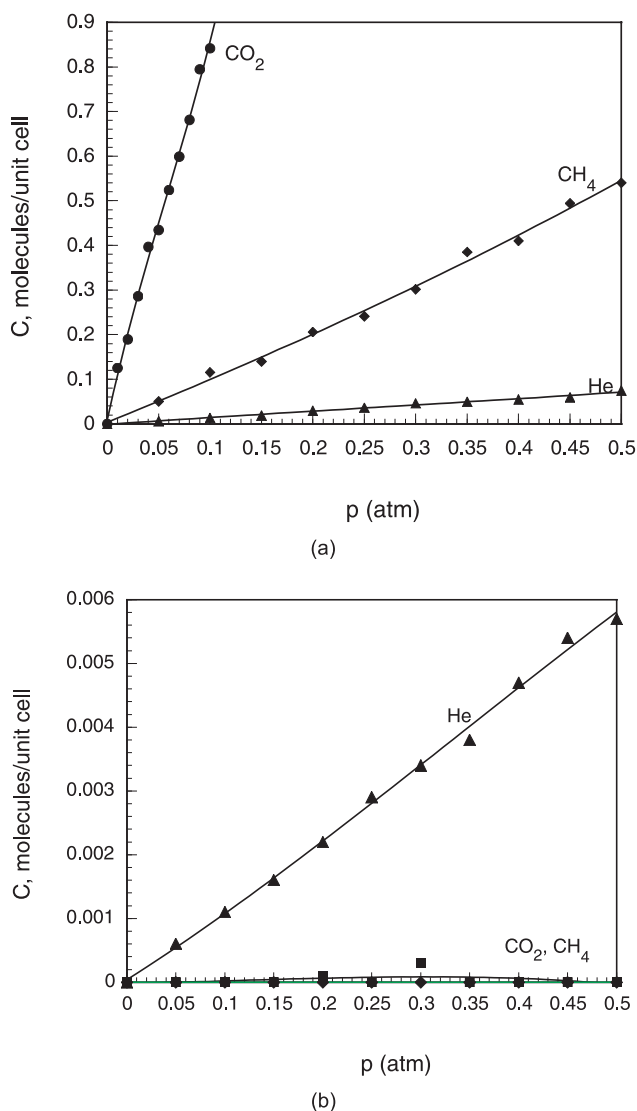 0.9
CO2
0.8
0.7
0.6
CH4
0.5
0.4
0.3
0.2
0.1
He
0
0 0.05 0.1 0.15 0.2 0.25 0.3 0.35 0.4 0.45 0.5
C, molecules/unit cell
p (atm)
(a)
0.006
0.005
He
0.004
0.003
0.002
0.001
CO2, CH4
0
0 0.05 0.1 0.15 0.2 0.25 0.3 0.35 0.4 0.45 0.5
C, molecules/unit cell
p (atm)
(b)